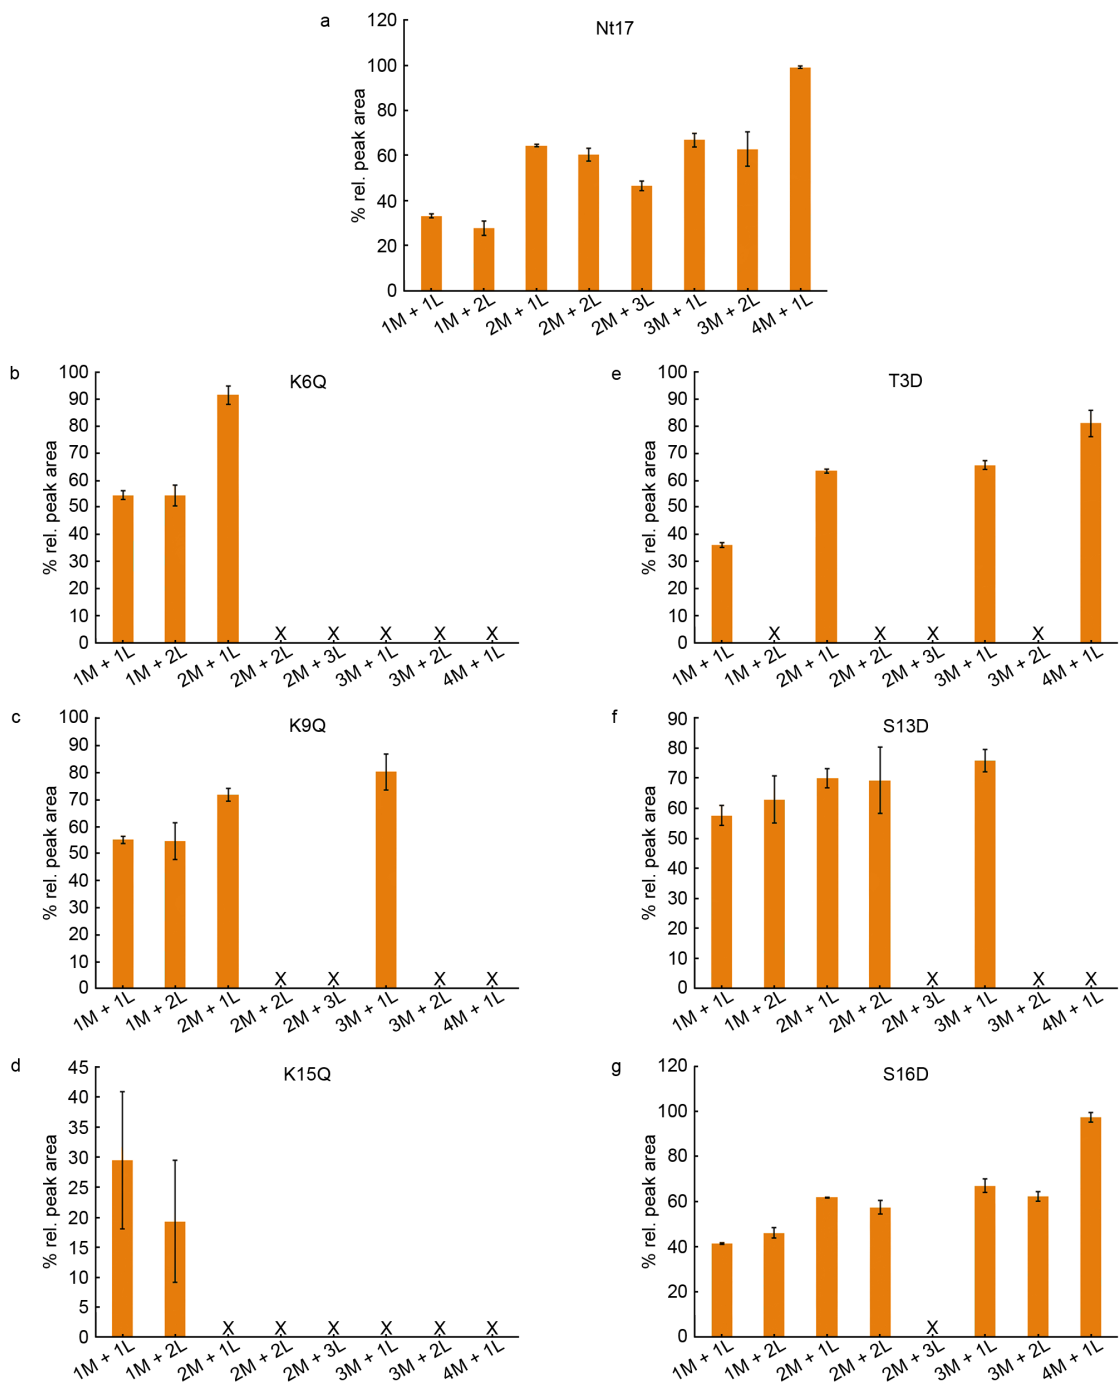 a
Nt17
% rel. peak area
120
100
80
60
40
20
0
1M + 1L
1M + 2L
2M + 1L
2M + 2L
2M + 3L
3M + 1L
3M + 2L
4M + 1L
b
K6Q
% rel. peak area
100
90
80
70
60
50
40
30
20
10
0
X X X X X
1M + 1L
1M + 2L
2M + 1L
2M + 2L
2M + 3L
3M + 1L
3M + 2L
4M + 1L
c
K9Q
% rel. peak area
100
90
80
70
60
50
40
30
20
10
0
X X X X
1M + 1L
1M + 2L
2M + 1L
2M + 2L
2M + 3L
3M + 1L
3M + 2L
4M + 1L
d
K15Q
% rel. peak area
45
40
35
30
25
20
15
10
5
0
X X X X X X
1M + 1L
1M + 2L
2M + 1L
2M + 2L
2M + 3L
3M + 1L
3M + 2L
4M + 1L
e
T3D
% rel. peak area
100
90
80
70
60
50
40
30
20
10
0
X X X X
1M + 1L
1M + 2L
2M + 1L
2M + 2L
2M + 3L
3M + 1L
3M + 2L
4M + 1L
f
S13D
% rel. peak area
90
80
70
60
50
40
30
20
10
0
X X X
1M + 1L
1M + 2L
2M + 1L
2M + 2L
2M + 3L
3M + 1L
3M + 2L
4M + 1L
g
S16D
% rel. peak area
120
100
80
60
40
20
0
X
1M + 1L
1M + 2L
2M + 1L
2M + 2L
2M + 3L
3M + 1L
3M + 2L
4M + 1L